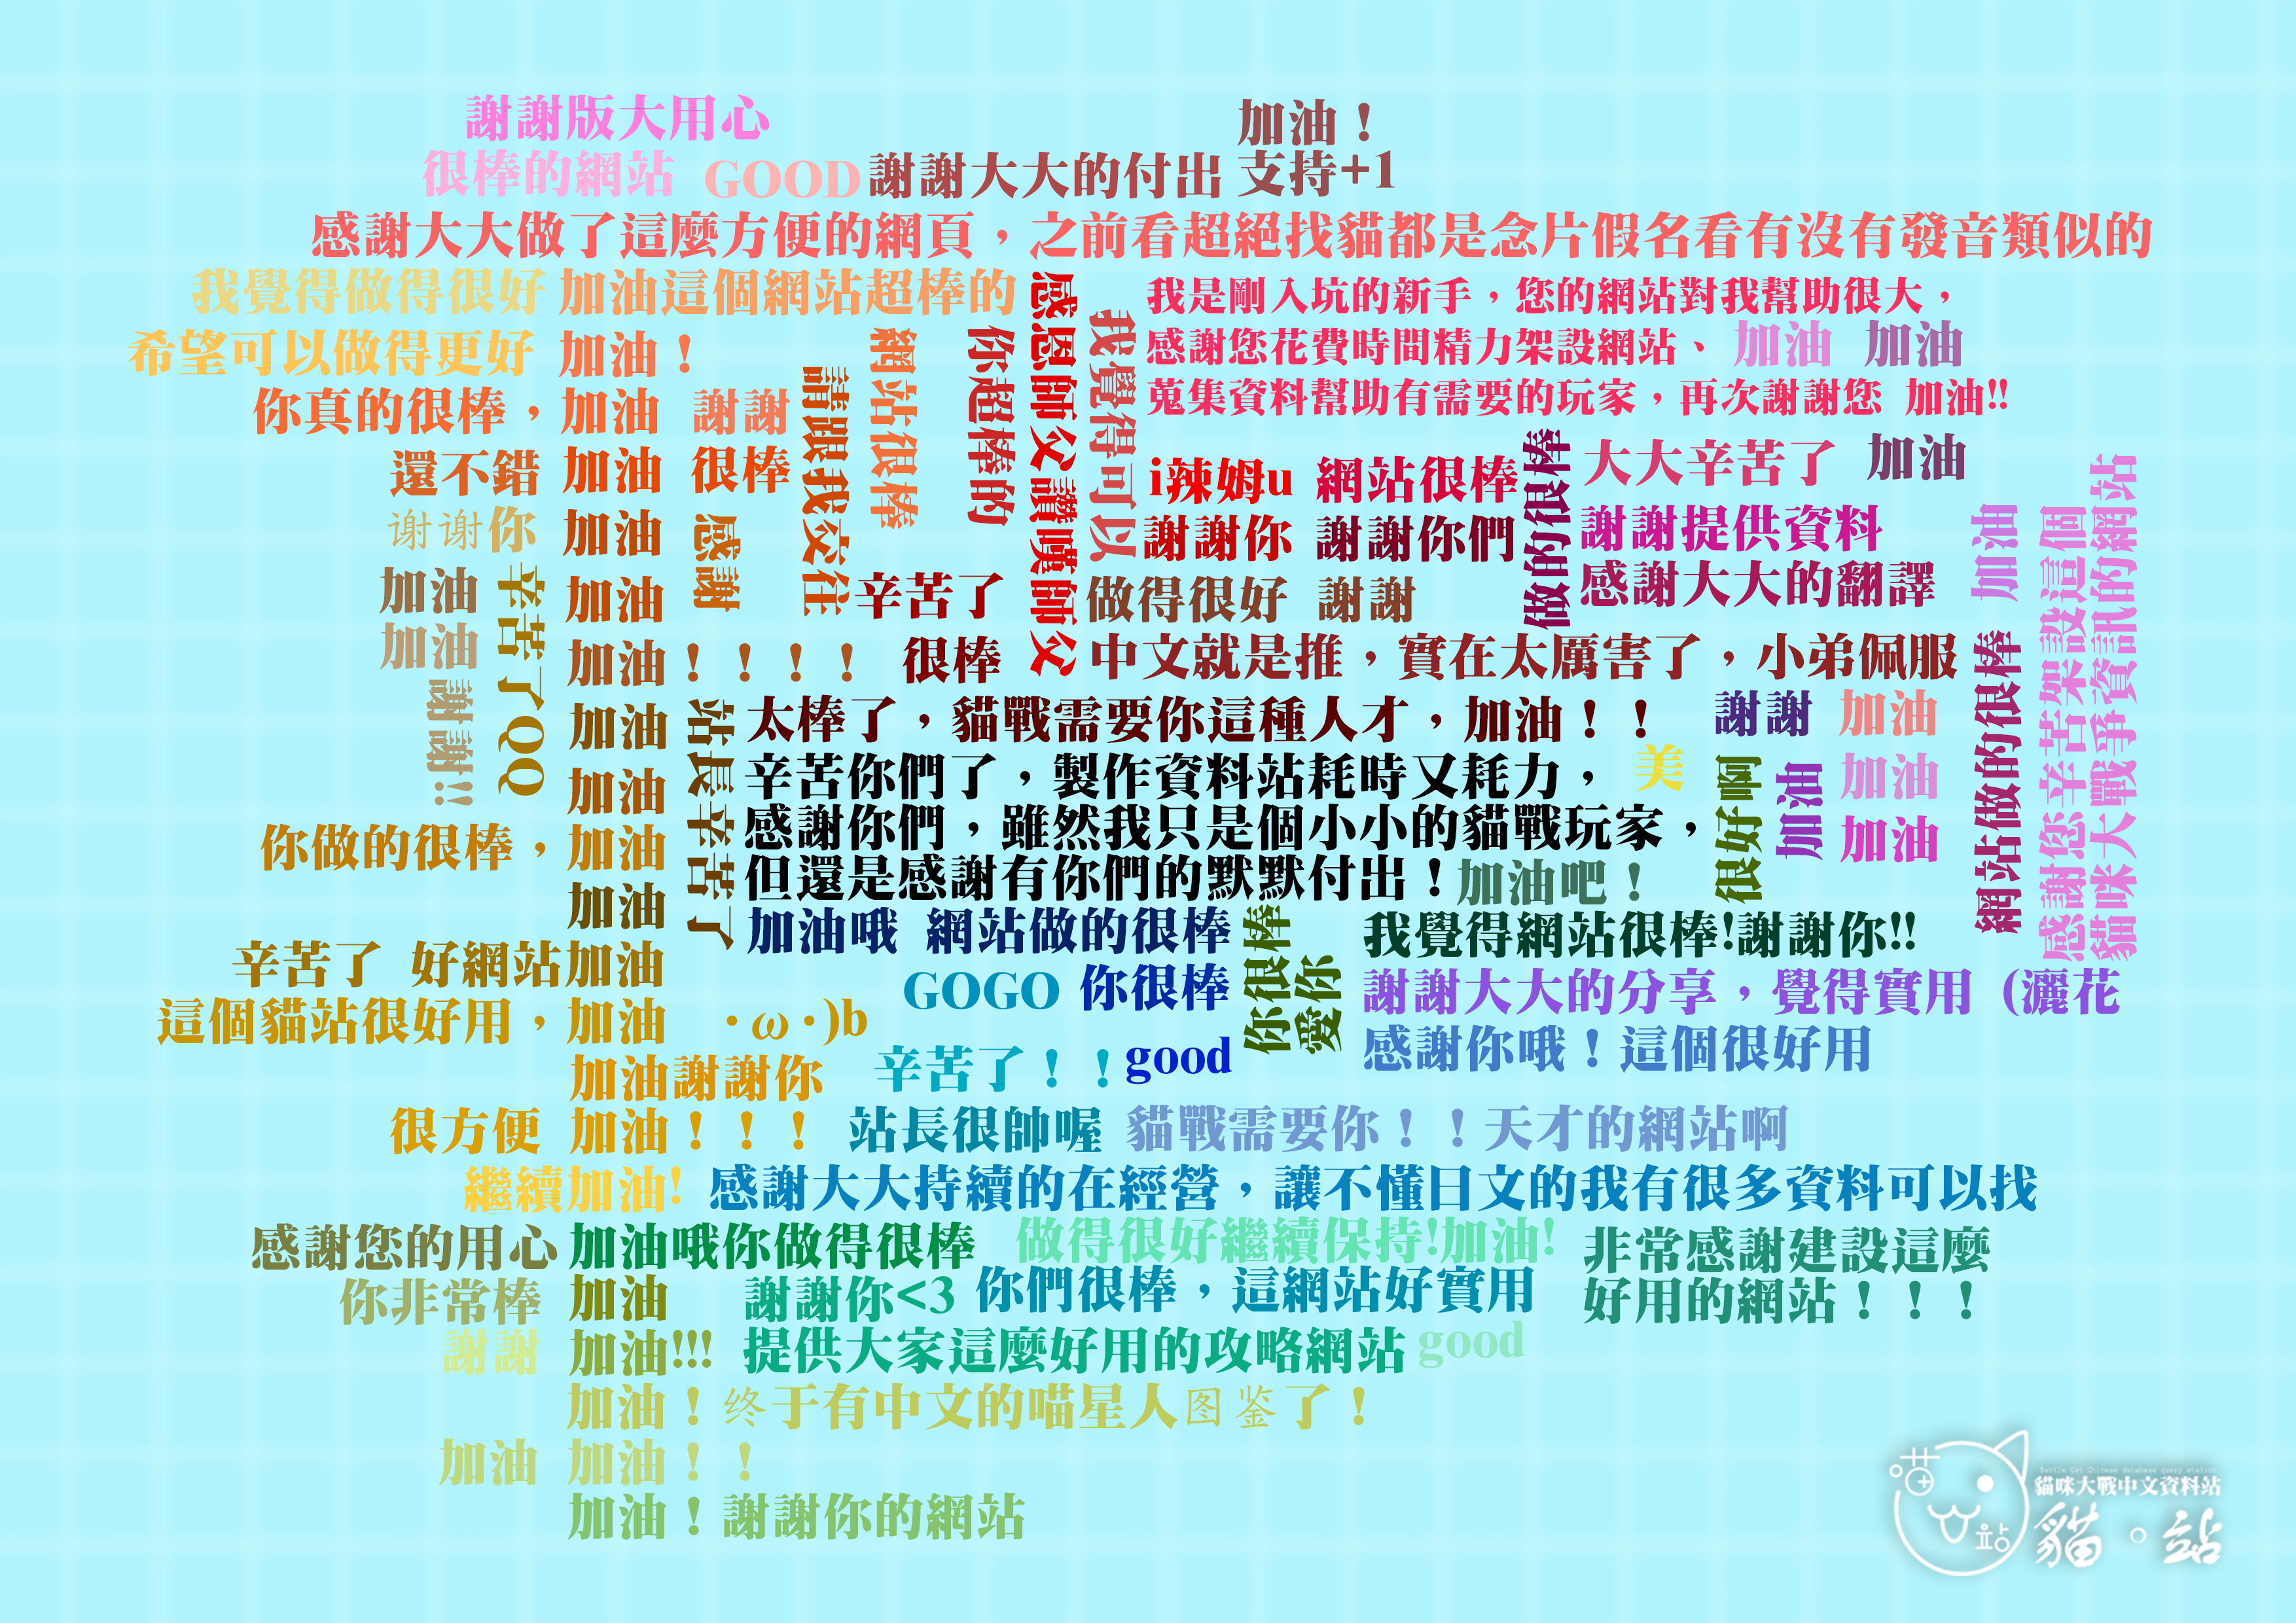 謝謝版大用心
加油！
很棒的網站 GOOD 謝謝大大的付出 支持+1
感謝大大做了這麼方便的網頁，之前看超絕找貓都是念片假名看有沒有發音類似的
我覺得做得很好 加油這個網站超棒的
我是剛入坑的新手，您的網站對我幫助很大，
希望可以做得更好 加油！
感謝您花費時間精力架設網站、 加油 加油
你真的很棒，加油 謝謝
蒐集資料幫助有需要的玩家，再次謝謝您 加油!!
請跟我交往
網站很棒
你超棒的
感恩師父讚嘆師父
我覺得可以
還不錯 加油 很棒
i辣姆u 網站很棒
做的很棒
大大辛苦了 加油
谢谢你 加油
感謝
謝謝你 謝謝你們
謝謝提供資料
加油
感謝您辛苦架設這個
貓咪大戰爭資訊的網站
加油
辛苦了QQ
加油
辛苦了
做得很好 謝謝
感謝大大的翻譯
加油
加油！！！！ 很棒
中文就是推，實在太厲害了，小弟佩服
網站做的很棒
謝謝!!
加油
站長辛苦了
太棒了，貓戰需要你這種人才，加油！！
謝謝 加油
加油
辛苦你們了，製作資料站耗時又耗力，
美
很好啊
加油
加油
你做的很棒，加油
感謝你們，雖然我只是個小小的貓戰玩家，
加油
加油
但還是感謝有你們的默默付出！加油吧！
加油哦 網站做的很棒
你很棒
愛你
我覺得網站很棒!謝謝你!!
辛苦了 好網站加油
GOGO 你很棒
謝謝大大的分享，覺得實用 (灑花
這個貓站很好用，加油 ・ω・)b
加油謝謝你
辛苦了！！good
感謝你哦！這個很好用
很方便 加油！！！ 站長很帥喔 貓戰需要你！！天才的網站啊
繼續加油! 感謝大大持續的在經營，讓不懂日文的我有很多資料可以找
感謝您的用心 加油哦你做得很棒 做得很好繼續保持!加油!
非常感謝建設這麼
好用的網站！！！
你非常棒 加油 謝謝你<3 你們很棒，這網站好實用
謝謝 加油!!! 提供大家這麼好用的攻略網站 good
加油！终于有中文的喵星人图鉴了！
加油 加油！！
加油！謝謝你的網站
喵
站
Battle Cat Chinese database query station
貓咪大戰中文資料站
貓。站